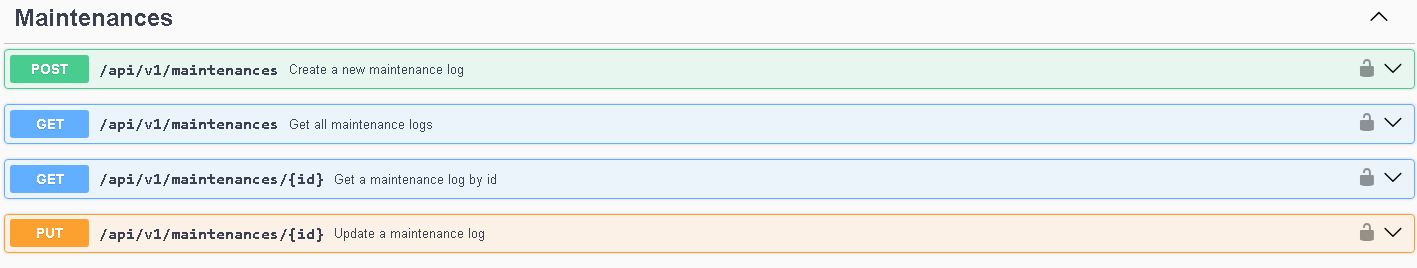 Maintenances
POST /api/v1/maintenances Create a new maintenance log
GET /api/v1/maintenances Get all maintenance logs
GET /api/v1/maintenances/{id} Get a maintenance log by id
PUT /api/v1/maintenances/{id} Update a maintenance log